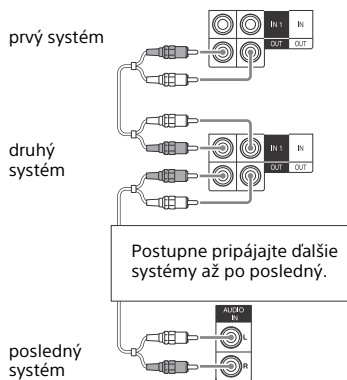 prvý systém
IN 1
IN
OUT
OUT
druhý
systém
IN 1
IN
OUT
OUT
Postupne pripájajte ďalšie
systémy až po posledný.
AUDIO
IN
L
posledný
systém
R